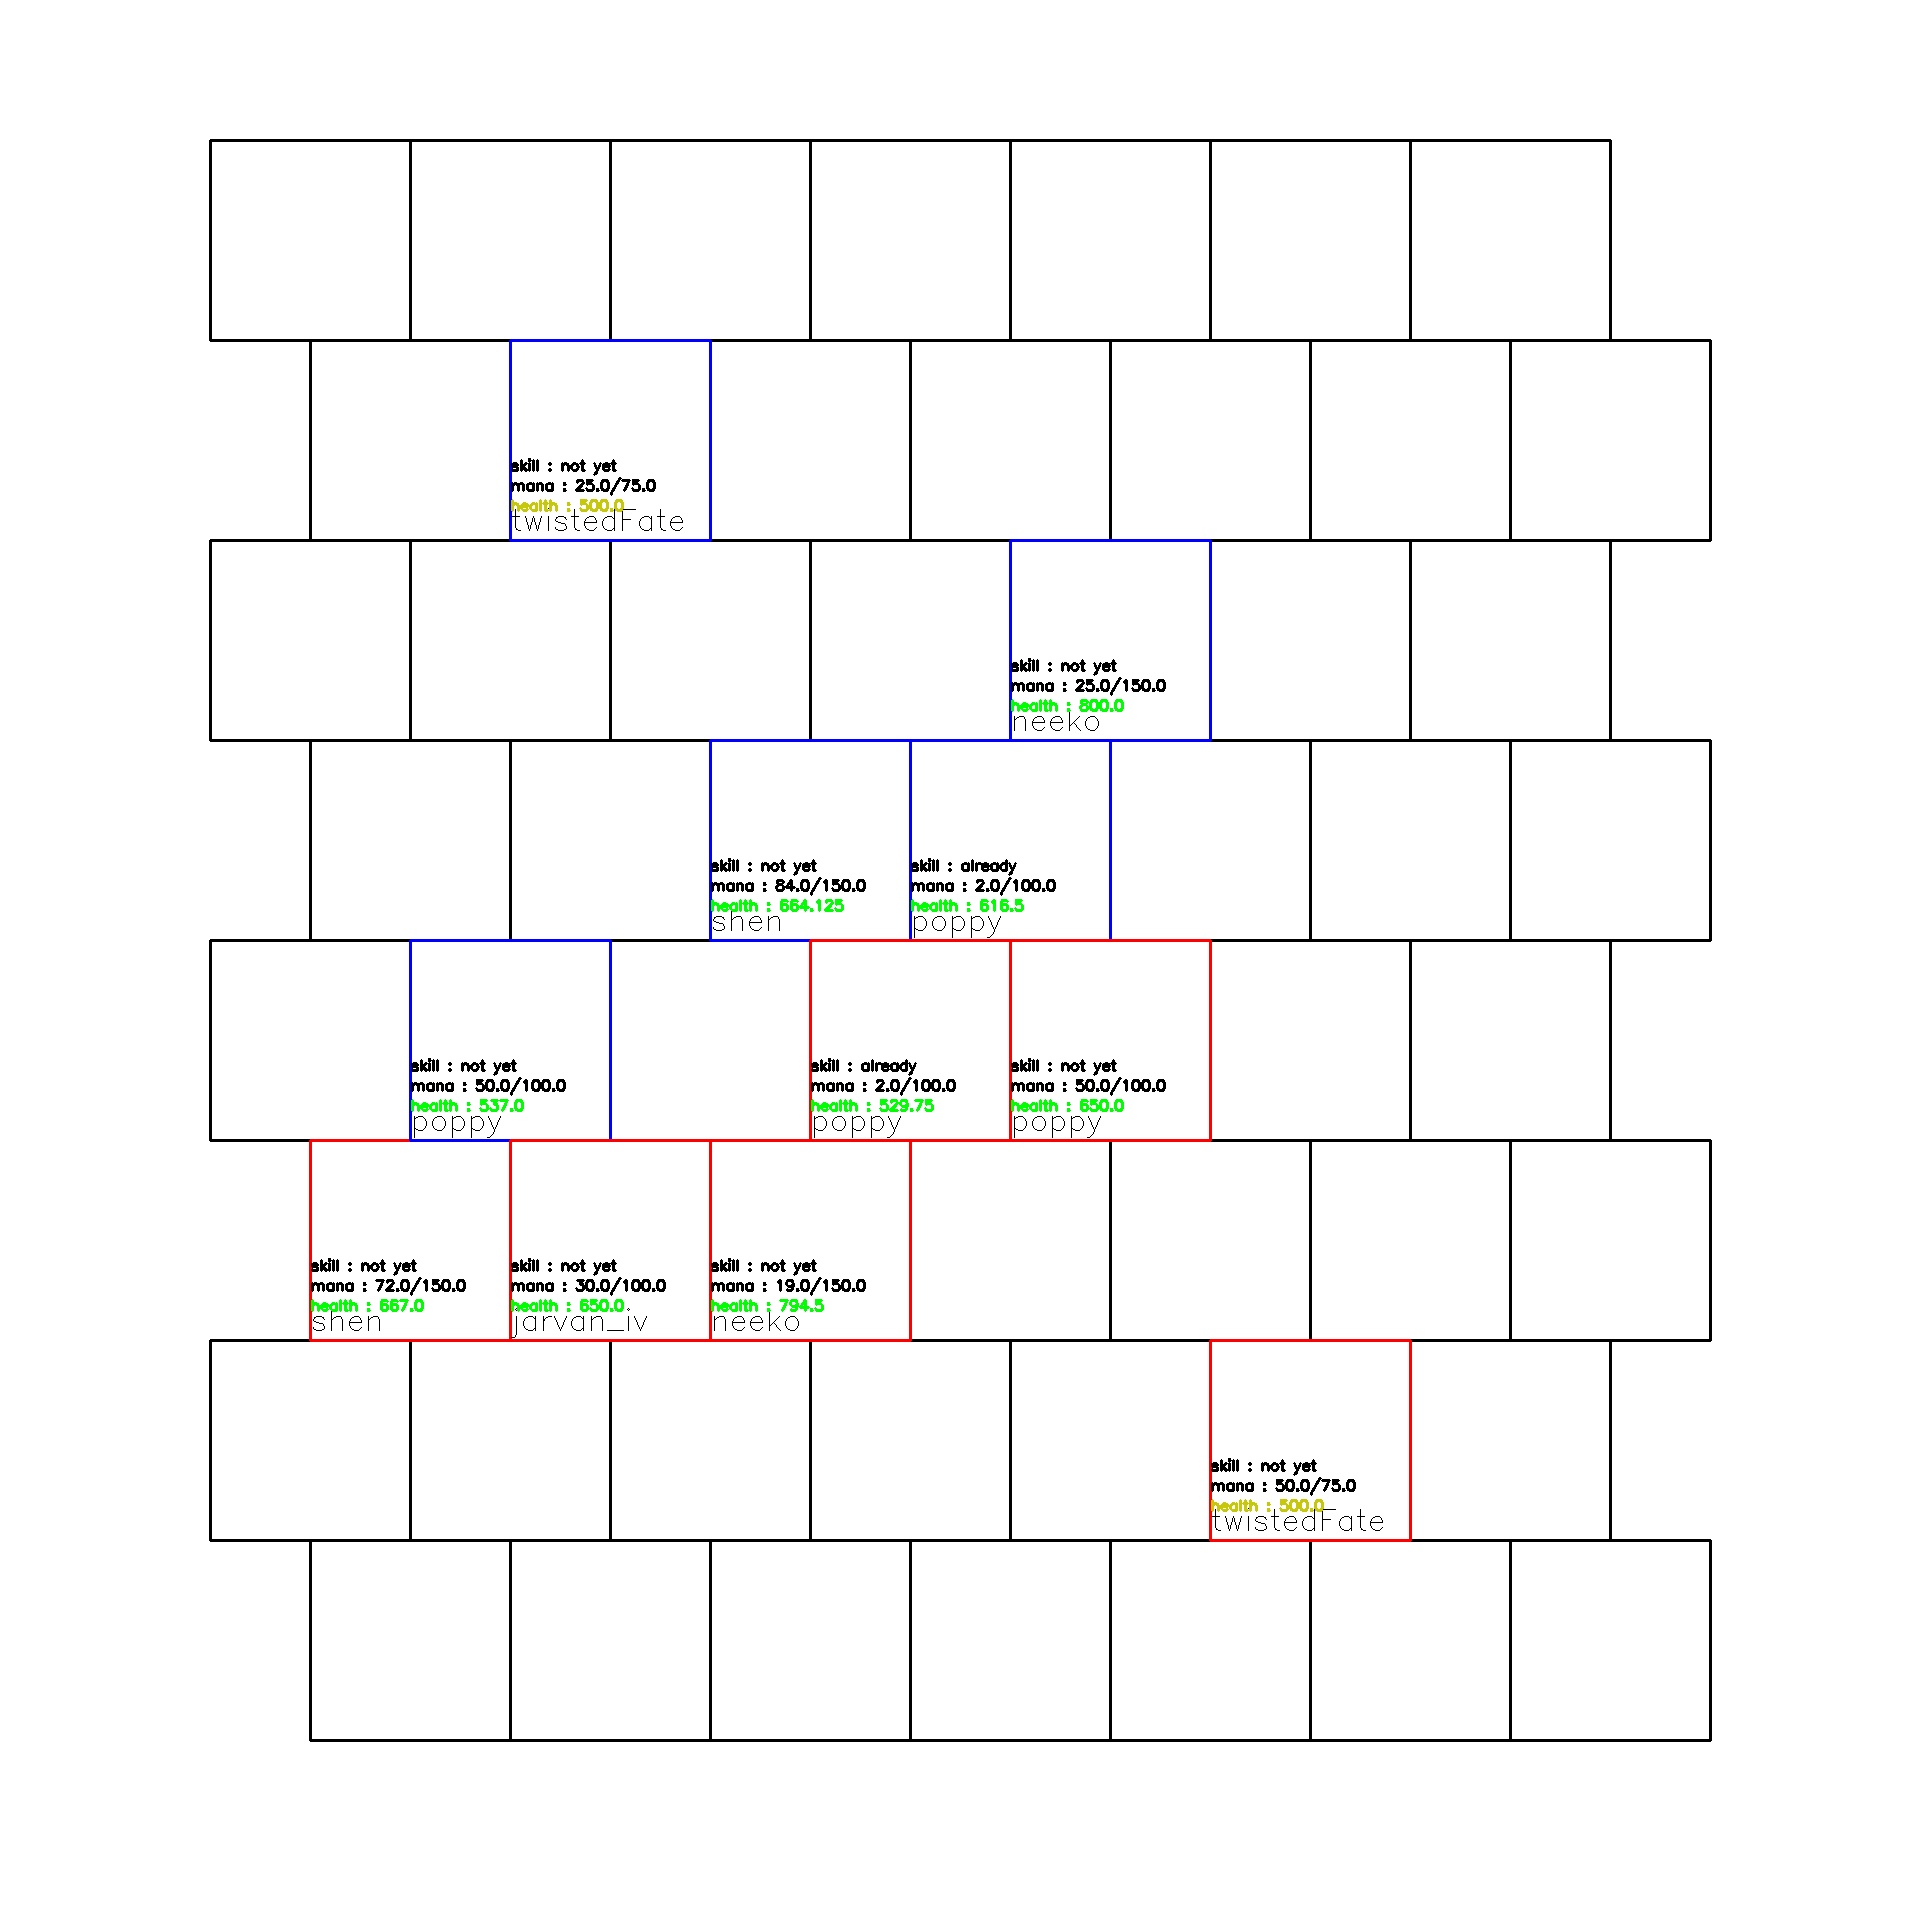 skill : not yet
mana : 25.0/75.0
health : 500.0
twistedFate
skill : not yet
mana : 25.0/150.0
health : 800.0
neeko
skill : not yet
mana : 84.0/150.0
health : 664.125
shen
skill : already
mana : 2.0/100.0
health : 616.5
poppy
skill : not yet
mana : 50.0/100.0
health : 537.0
poppy
skill : already
mana : 2.0/100.0
health : 529.75
poppy
skill : not yet
mana : 50.0/100.0
health : 650.0
poppy
skill : not yet
mana : 72.0/150.0
health : 667.0
shen
skill : not yet
mana : 30.0/100.0
health : 650.0
jarvan_iv
skill : not yet
mana : 19.0/150.0
health : 794.5
neeko
skill : not yet
mana : 50.0/75.0
health : 500.0
twistedFate